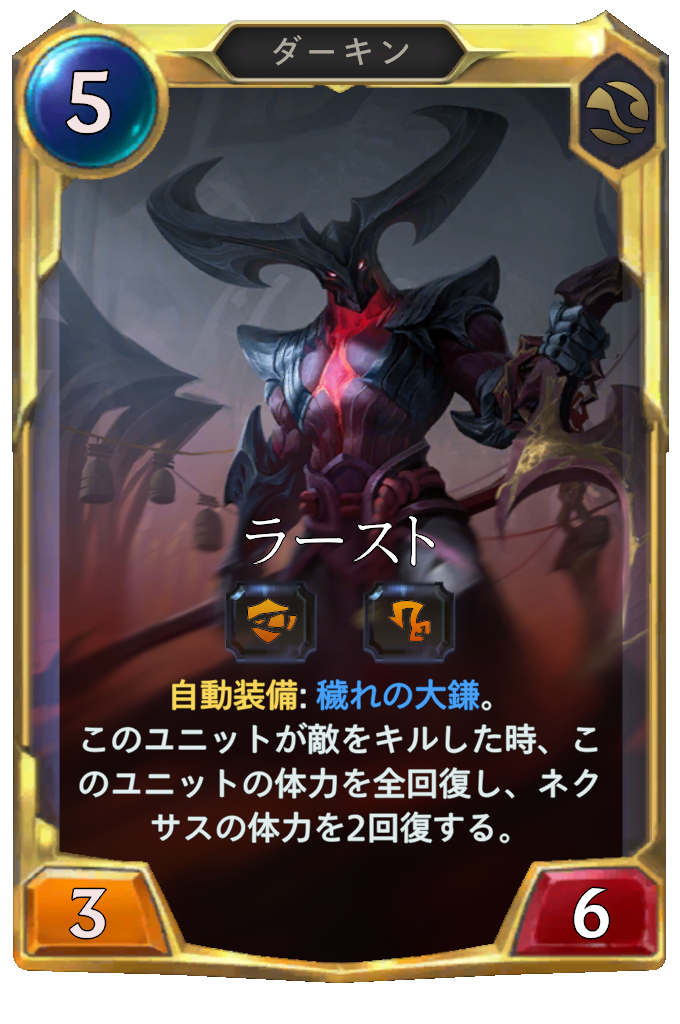 ダーキン
5
ラースト
自動装備: 穢れの大鎌。
このユニットが敵をキルした時、こ
のユニットの体力を全回復し、ネク
サスの体力を2回復する。
3
6